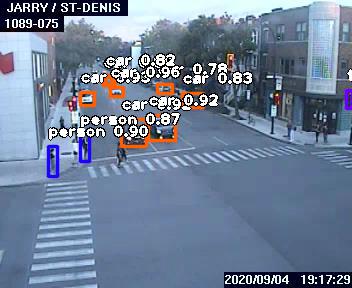 JARRY / ST-DENIS
1089-075
car 0.82
car 0.96
0.78
car 0.83
car 0.92
person 0.87
person 0.90
2020/09/04 19:17:29